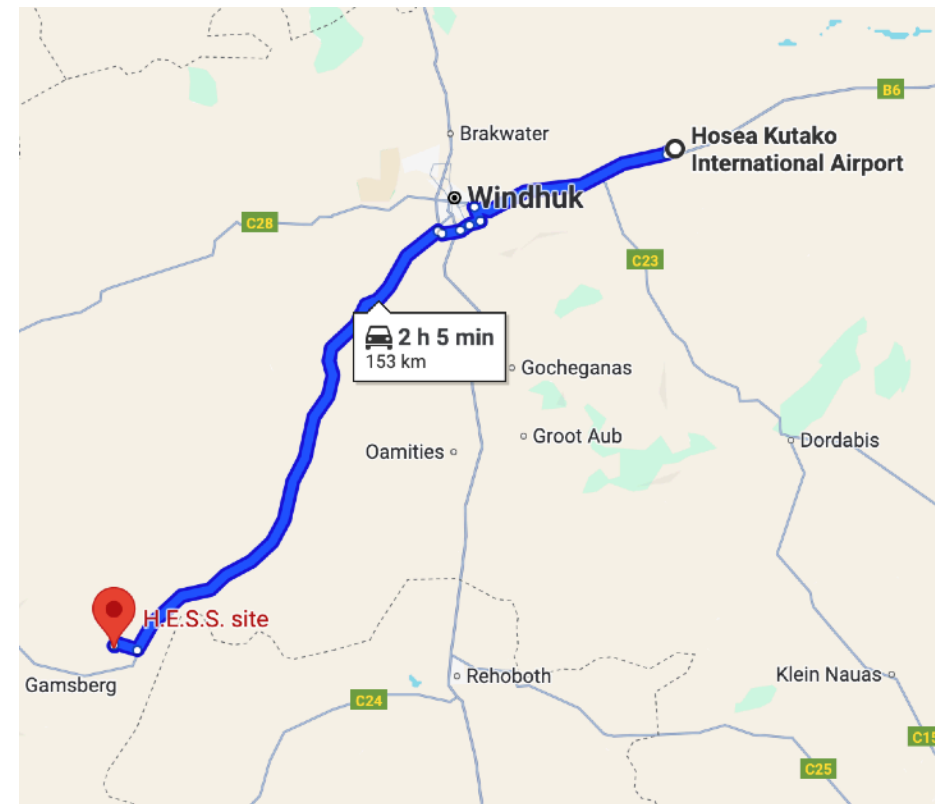 B6
Brakwater
Hosea Kutako
International Airport
Windhuk
C28
C23
2 h 5 min
153 km
Gocheganas
Groot Aub
Dordabis
Oamities
H.E.S.S. site
Rehoboth
Klein Nauas
Gamsberg
C24
C15
C25